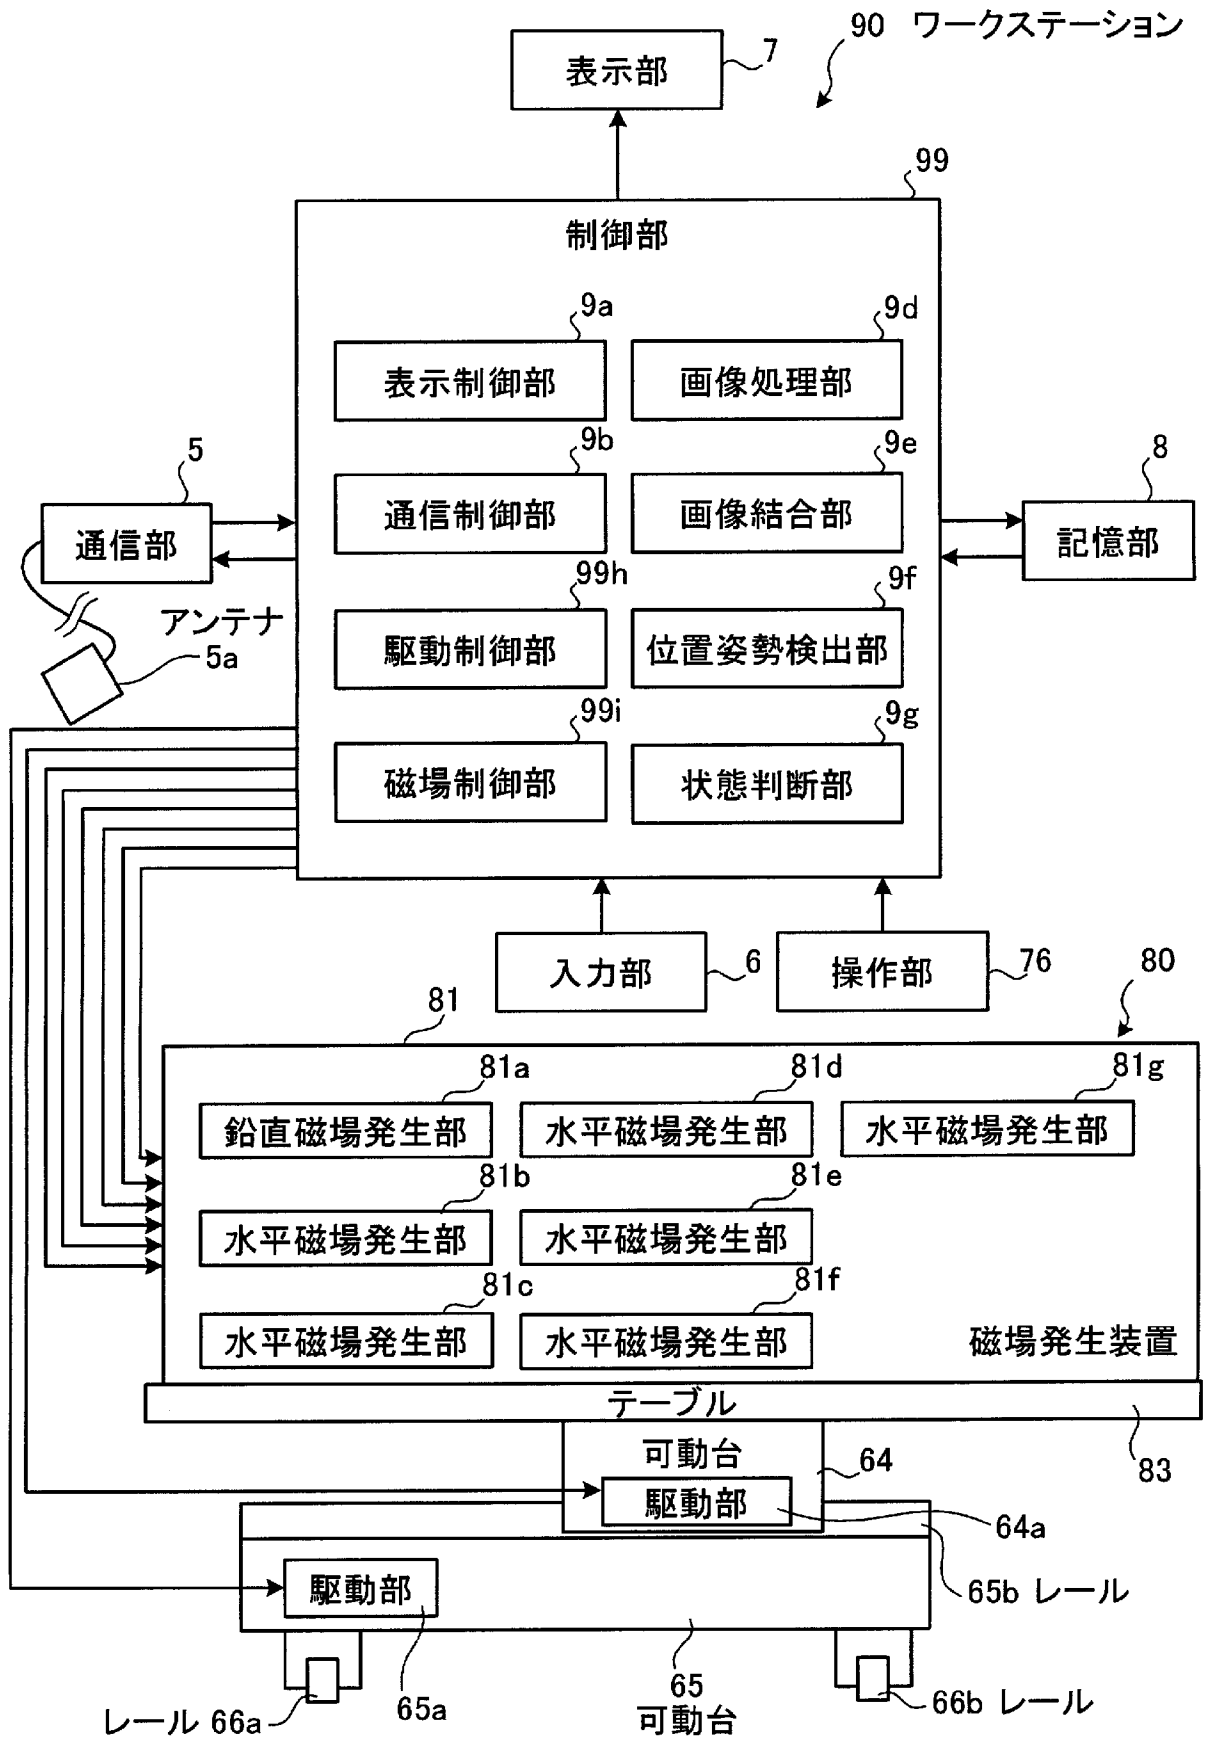 90 ワークステーション
表示部 7
99
制御部
9a 9d
表示制御部 画像処理部
9b 9e
通信制御部 画像結合部
5
通信部
8
記憶部
99h 9f
駆動制御部 位置姿勢検出部
アンテナ
5a
99i 9g
磁場制御部 状態判断部
入力部 6 操作部 76
80
81
81a 81d 81g
鉛直磁場発生部 水平磁場発生部 水平磁場発生部
81b 81e
水平磁場発生部 水平磁場発生部
81c 81f
水平磁場発生部 水平磁場発生部
磁場発生装置
テーブル
83
可動台 64
駆動部
64a
駆動部
65b レール
レール 66a
65a
65
可動台
66b レール